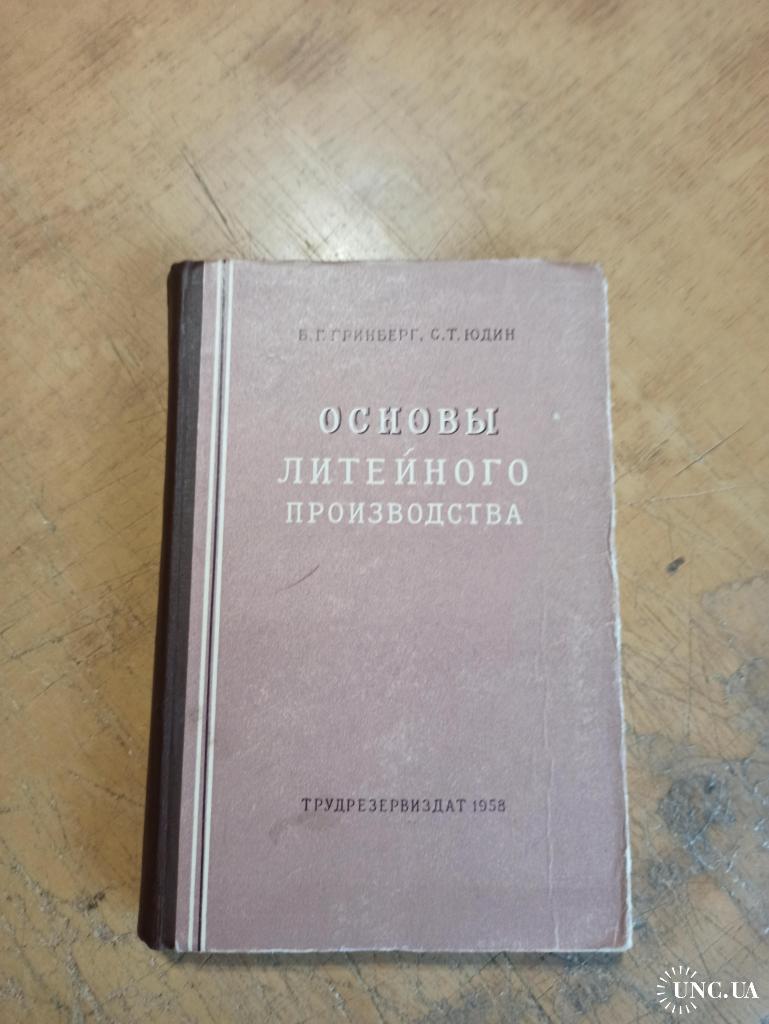 Б. Г. ГРИНБЕРГ, С. Т. ЮДИН
ОСНОВЫ
ЛИТЕЙНОГО
ПРОИЗВОДСТВА
ТРУДРЕЗЕРВИЗДАТ 1958
UNC.UA